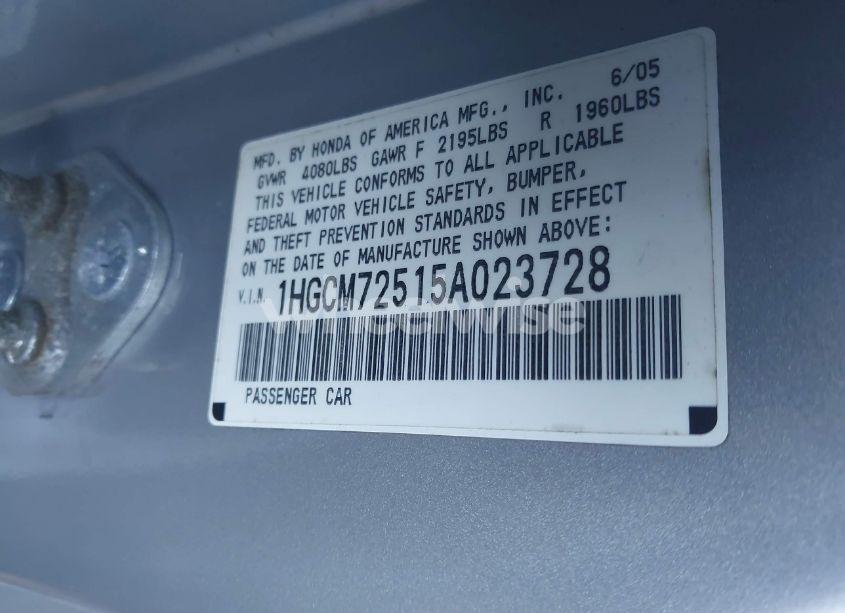 MFD. BY HONDA OF AMERICA MFG., INC. 6/05
GVWR 4080LBS GAWR F 2195LBS R 1960LBS
THIS VEHICLE CONFORMS TO ALL APPLICABLE
FEDERAL MOTOR VEHICLE SAFETY, BUMPER,
AND THEFT PREVENTION STANDARDS IN EFFECT
ON THE DATE OF MANUFACTURE SHOWN ABOVE:
V.I.N. 1HGCM72515A023728
PASSENGER CAR